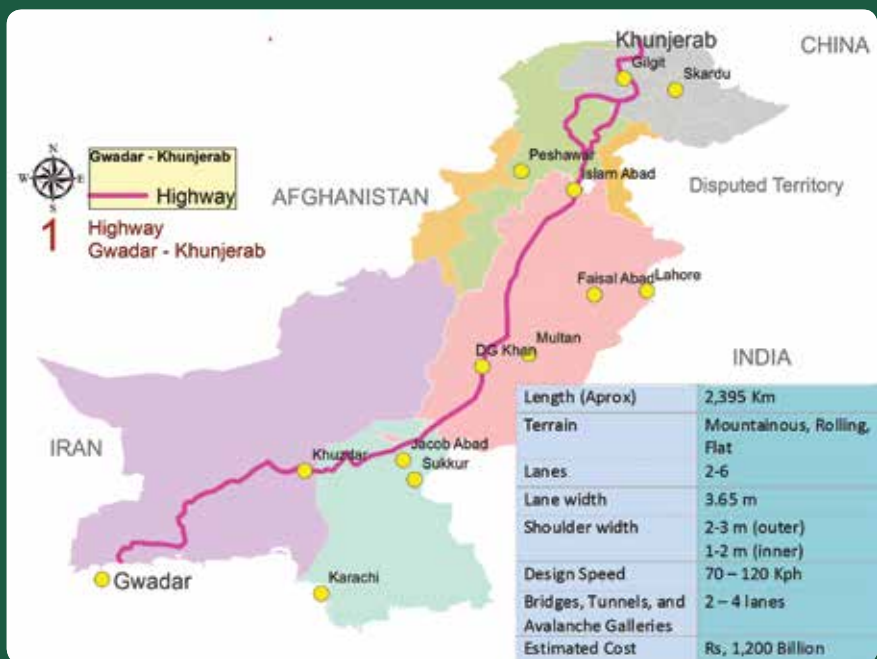 Khunjerab
CHINA
Gilgit
Skardu
N
W E
S
Gwadar - Khunjerab
Highway
1 Highway
Gwadar - Khunjerab
Peshawar
Islam Abad
AFGHANISTAN
Disputed Territory
Faisal Abad
Lahore
Multan
DG Khan
INDIA
IRAN
Khuzdar
Jacob Abad
Sukkur
Gwadar
Karachi
Length (Aprox) 2,395 Km
Terrain Mountainous, Rolling,
Flat
Lanes 2-6
Lane width 3.65 m
Shoulder width 2-3 m (outer)
1-2 m (inner)
Design Speed 70 – 120 Kph
Bridges, Tunnels, and 2 – 4 lanes
Avalanche Galleries
Estimated Cost Rs, 1,200 Billion